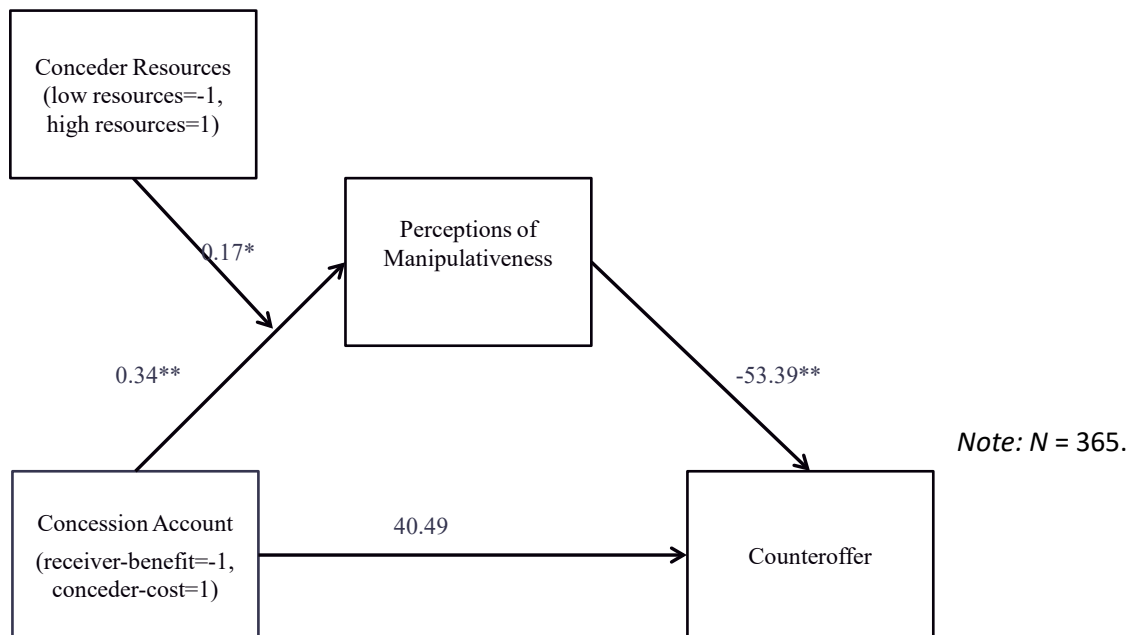 Conceder Resources
(low resources=-1,
high resources=1)
Perceptions of
Manipulativeness
0.17*
0.34**
-53.39**
Note: N = 365.
Concession Account
(receiver-benefit=-1,
conceder-cost=1)
40.49
Counteroffer